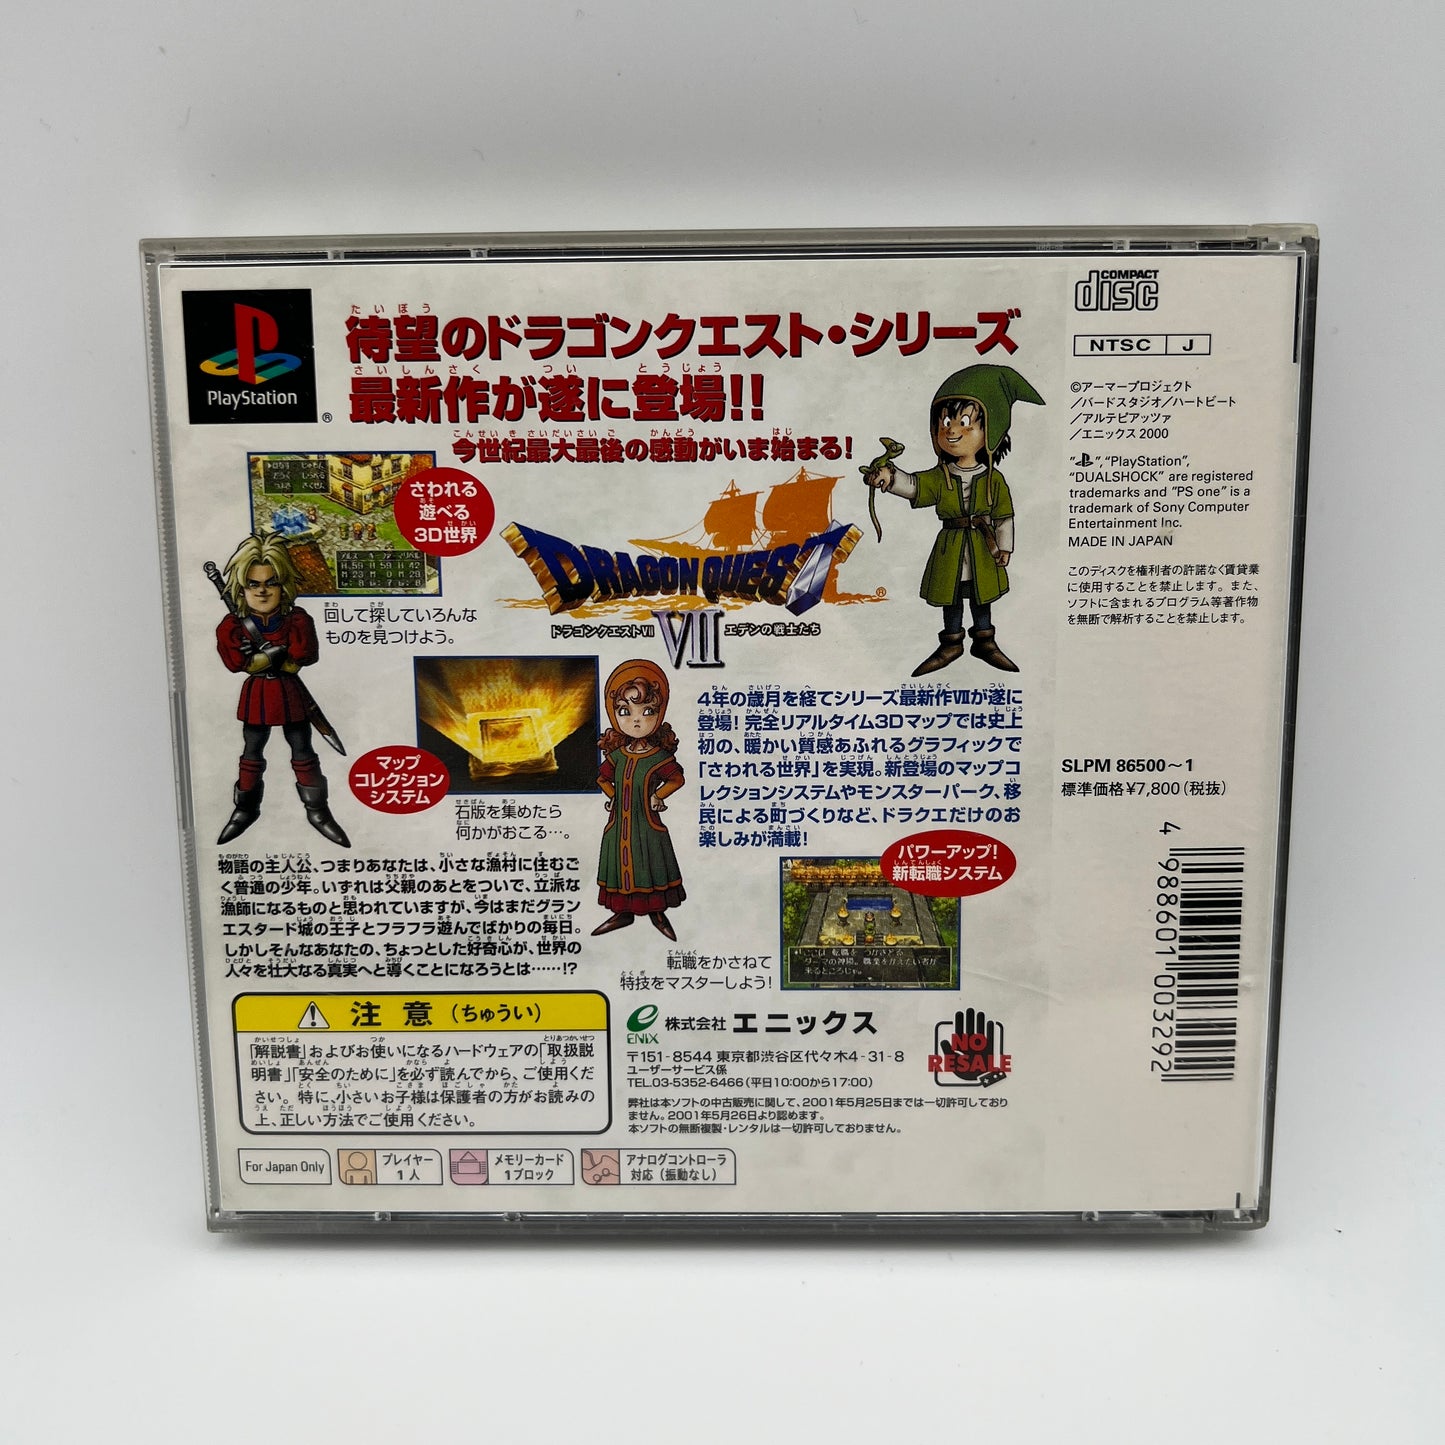 PlayStation
®
待望のドラゴンクエスト・シリーズ
最新作が遂に登場!!
今世紀最大最後の感動がいま始まる!
さわれる
遊べる
3D世界
回して探していろんな
ものを見つけよう。
DRAGON QUEST
®
ドラゴンクエストVII
VII
エデンの戦士たち
マップ
コレクション
システム
石版を集めたら
何かがおこる…。
4年の歳月を経てシリーズ最新作VIIが遂に
登場! 完全リアルタイム3Dマップでは史上
初の、暖かい質感あふれるグラフィックで
「さわれる世界」を実現。新登場のマップコ
レクションシステムやモンスターパーク、移
民による町づくりなど、ドラクエだけのお
楽しみが満載!
パワーアップ!
新転職システム
転職をかさねて
特技をマスターしよう!
物語の主人公、つまりあなたは、小さな漁村に住むご
く普通の少年。いずれは父親のあとをついで、立派な
漁師になるものと思われていますが、今はまだグラン
エスタード城の王子とフラフラ遊んでばかりの毎日。
しかしそんなあなたの、ちょっとした好奇心が、世界の
人々を壮大なる真実へと導くことになろうとは……!?
注意(ちゅうい)
「解説書」およびお使いになるハードウェアの「取扱説
明書」「安全のために」を必ず読んでから、ご使用くだ
さい。特に、小さいお子様は保護者の方がお読みの
上、正しい方法でご使用ください。
For Japan Only
プレイヤー
1人
メモリーカード
1ブロック
アナログコントローラ
対応(振動なし)
ENIX
株式会社 エニックス
〒151-8544 東京都渋谷区代々木4-31-8
ユーザーサービス係
TEL.03-5352-6466(平日10:00から17:00)
弊社は本ソフトの中古販売に関して、2001年5月25日までは一切許可しており
ません。2001年5月26日より認めます。
本ソフトの無断複製・レンタルは一切許可しておりません。
NO
RESALE
COMPACT
disc
NTSC J
©アーマープロジェクト
/バードスタジオ/ハートビート
/アルテピアッツァ
/エニックス 2000
" ", "PlayStation",
"DUALSHOCK" are registered
trademarks and "PS one" is a
trademark of Sony Computer
Entertainment Inc.
MADE IN JAPAN
このディスクを権利者の許諾なく賃貸業
に使用することを禁止します。また、
ソフトに含まれるプログラム等著作物
を無断で解析することを禁止します。
SLPM 86500~1
標準価格¥7,800(税抜)
4 988601 003292